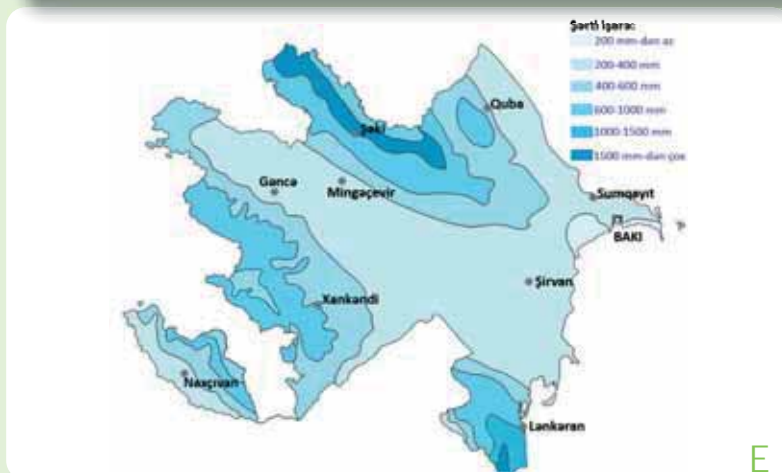 Şərti işarə:
200 mm-dən az
200-400 mm
400-600 mm
600-1000 mm
1000-1500 mm
1500 mm-dən çox
Quba
Şəki
Gəncə
Mingəçevir
Sumqayıt
BAKI
Şirvan
Xankəndi
Naxçıvan
Lənkəran
E